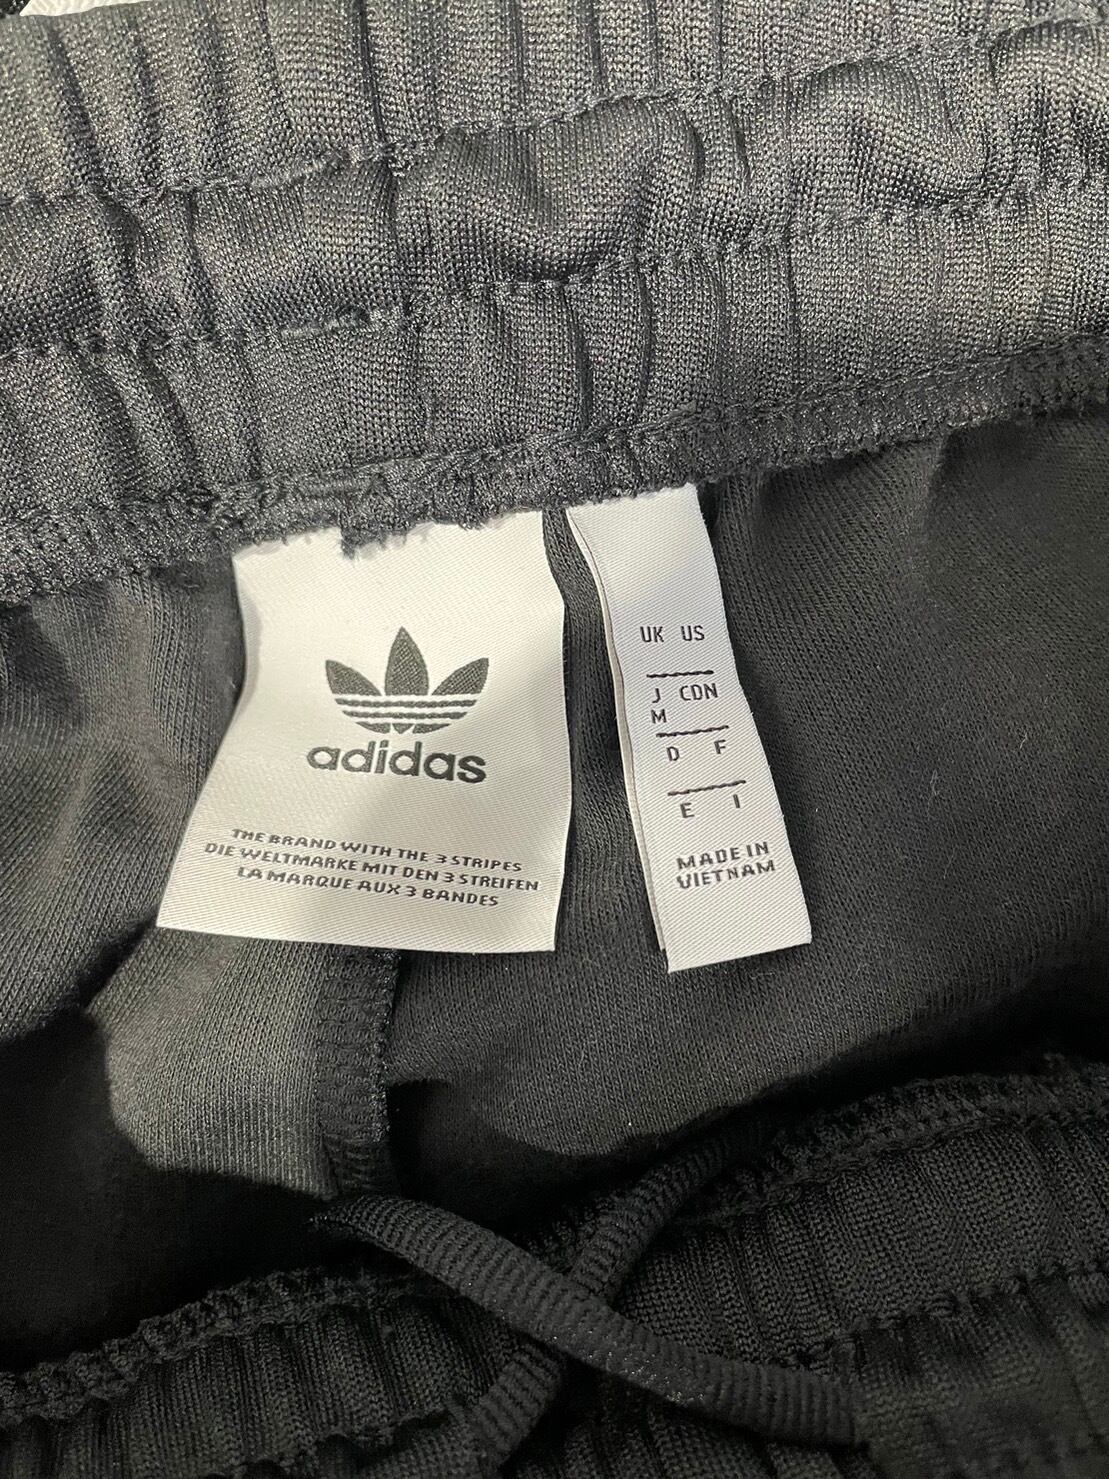 adidas
THE BRAND WITH THE 3 STRIPES
DIE WELTMARKE MIT DEN 3 STREIFEN
LA MARQUE AUX 3 BANDES
UK US
J CDN
M
D F
E I
MADE IN
VIETNAM